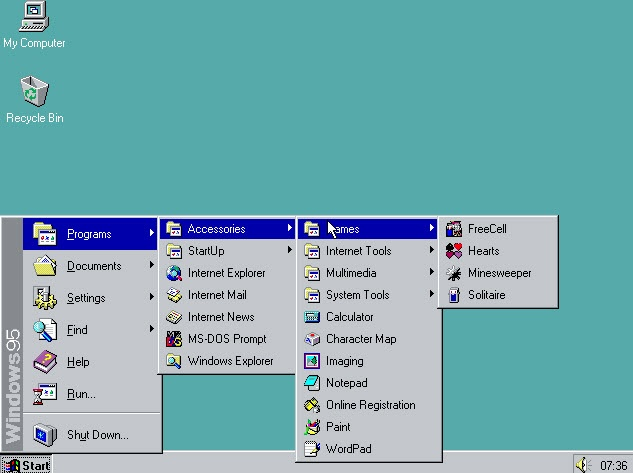 My Computer
Recycle Bin
Programs
Documents
Settings
Find
Help
Run...
Shut Down...
Windows95
Accessories
StartUp
Internet Explorer
Internet Mail
Internet News
MS-DOS Prompt
Windows Explorer
Games
Internet Tools
Multimedia
System Tools
Calculator
Character Map
Imaging
Notepad
Online Registration
Paint
WordPad
FreeCell
Hearts
Minesweeper
Solitaire
Start
07:36